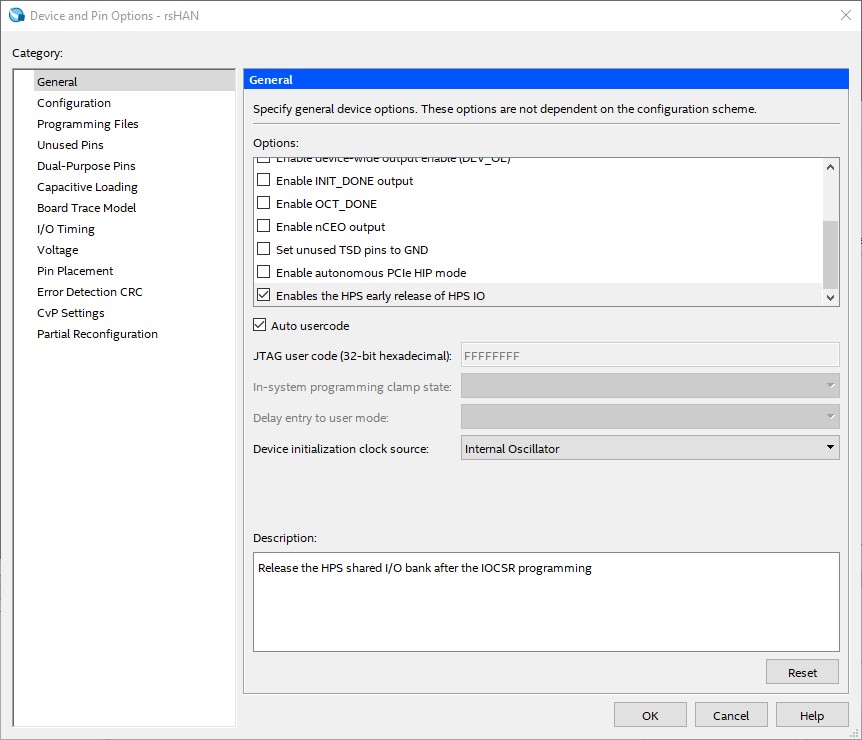 Device and Pin Options - rsHAN
Category:
General
Configuration
Programming Files
Unused Pins
Dual-Purpose Pins
Capacitive Loading
Board Trace Model
I/O Timing
Voltage
Pin Placement
Error Detection CRC
CvP Settings
Partial Reconfiguration
General
Specify general device options. These options are not dependent on the configuration scheme.
Options:
Enable device-wide output enable (DEV_OE)
Enable INIT_DONE output
Enable OCT_DONE
Enable nCEO output
Set unused TSD pins to GND
Enable autonomous PCIe HIP mode
Enables the HPS early release of HPS IO
Auto usercode
JTAG user code (32-bit hexadecimal): FFFFFFFF
In-system programming clamp state:
Delay entry to user mode:
Device initialization clock source: Internal Oscillator
Description:
Release the HPS shared I/O bank after the IOCSR programming
Reset
OK Cancel Help